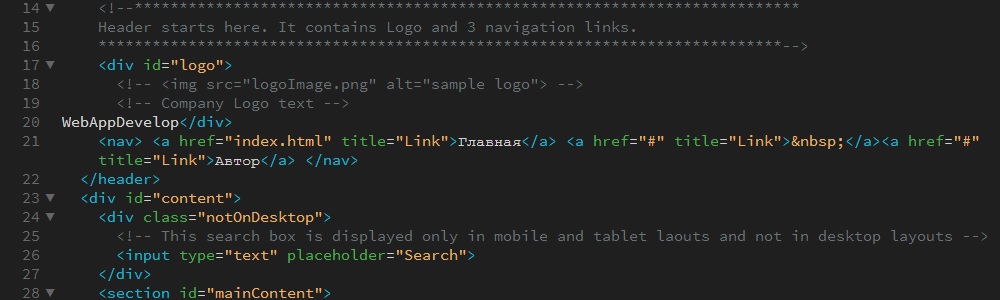 14 <!--**************************************************************************
15 Header starts here. It contains Logo and 3 navigation links.
16 ****************************************************************************-->
17 <div id="logo">
18 <!-- <img src="logoImage.png" alt="sample logo"> -->
19 <!-- Company Logo text -->
20 WebAppDevelop</div>
21 <nav> <a href="index.html" title="Link">Главная</a> <a href="#" title="Link">&nbsp;</a><a href="#"
title="Link">Автор</a> </nav>
22 </header>
23 <div id="content">
24 <div class="notOnDesktop">
25 <!-- This search box is displayed only in mobile and tablet laouts and not in desktop layouts -->
26 <input type="text" placeholder="Search">
27 </div>
28 <section id="mainContent">